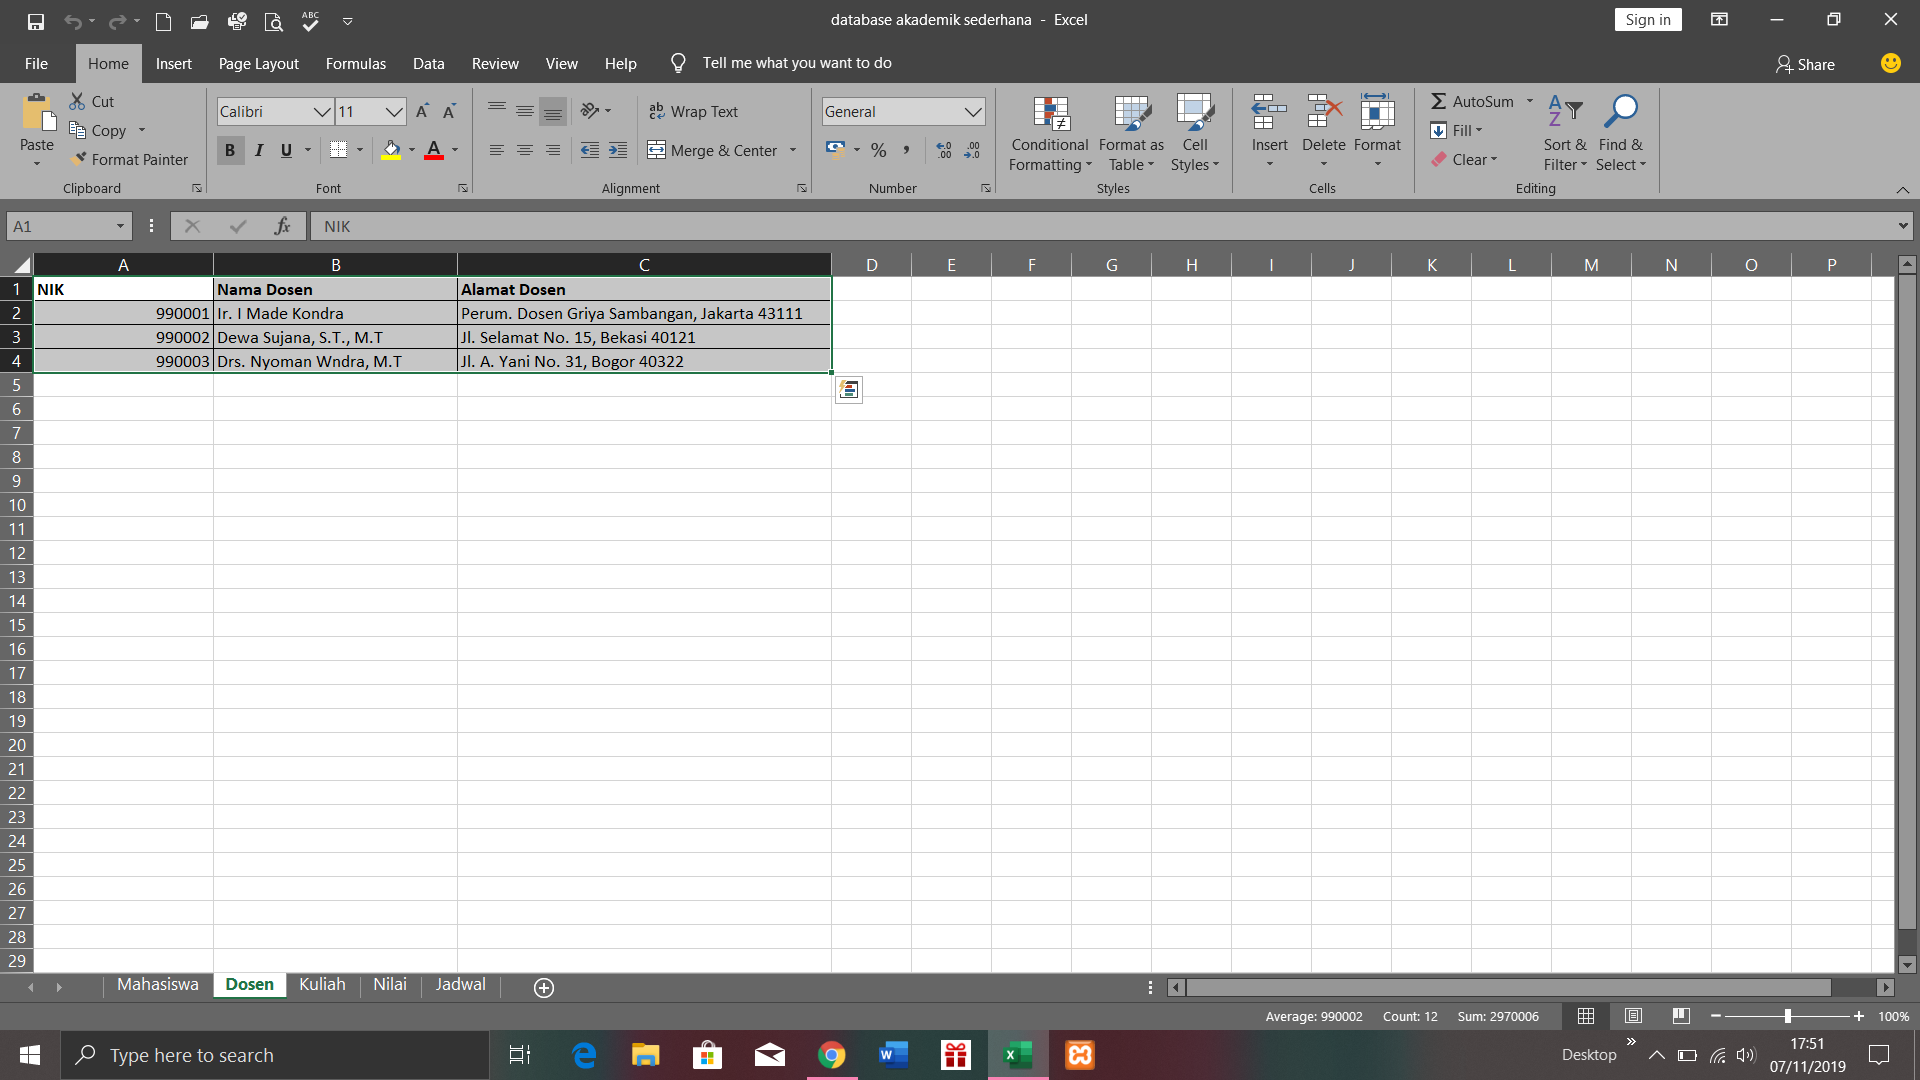 ABC
database akademik sederhana - Excel
Sign in
File Home Insert Page Layout Formulas Data Review View Help Tell me what you want to do
Share
Paste
Cut
Copy
Format Painter
Clipboard
Calibri 11
B I U
Font
Wrap Text
Merge & Center
Alignment
General
Number
Conditional Formatting
Format as Table
Cell Styles
Styles
Insert
Delete
Format
Cells
AutoSum
Fill
Clear
Sort & Filter
Find & Select
Editing
A1 fx NIK
A B C D E F G H I J K L M N O P
1 NIK Nama Dosen Alamat Dosen
2 990001 Ir. I Made Kondra Perum. Dosen Griya Sambangan, Jakarta 43111
3 990002 Dewa Sujana, S.T., M.T Jl. Selamat No. 15, Bekasi 40121
4 990003 Drs. Nyoman Wndra, M.T Jl. A. Yani No. 31, Bogor 40322
5
6
7
8
9
10
11
12
13
14
15
16
17
18
19
20
21
22
23
24
25
26
27
28
29
Mahasiswa Dosen Kuliah Nilai Jadwal
Average: 990002 Count: 12 Sum: 2970006 100%
Type here to search
Desktop
17:51
07/11/2019